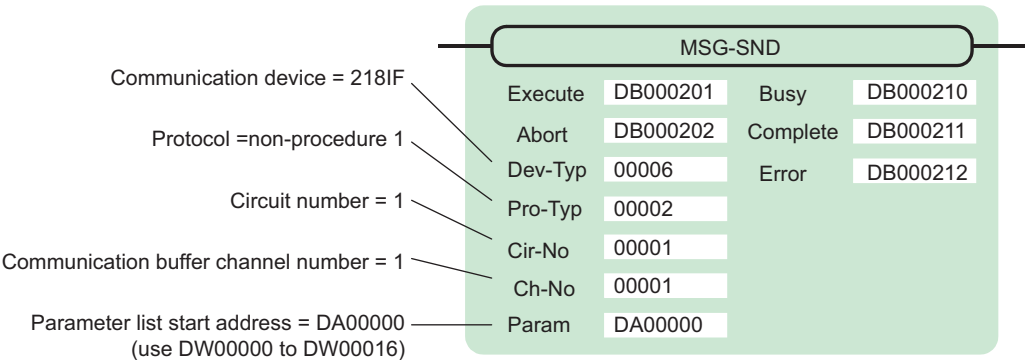 MSG-SND
Communication device = 218IF
Execute DB000201 Busy DB000210
Protocol =non-procedure 1
Abort DB000202 Complete DB000211
Dev-Typ 00006 Error DB000212
Circuit number = 1
Pro-Typ 00002
Cir-No 00001
Communication buffer channel number = 1
Ch-No 00001
Parameter list start address = DA00000
Param DA00000
(use DW00000 to DW00016)